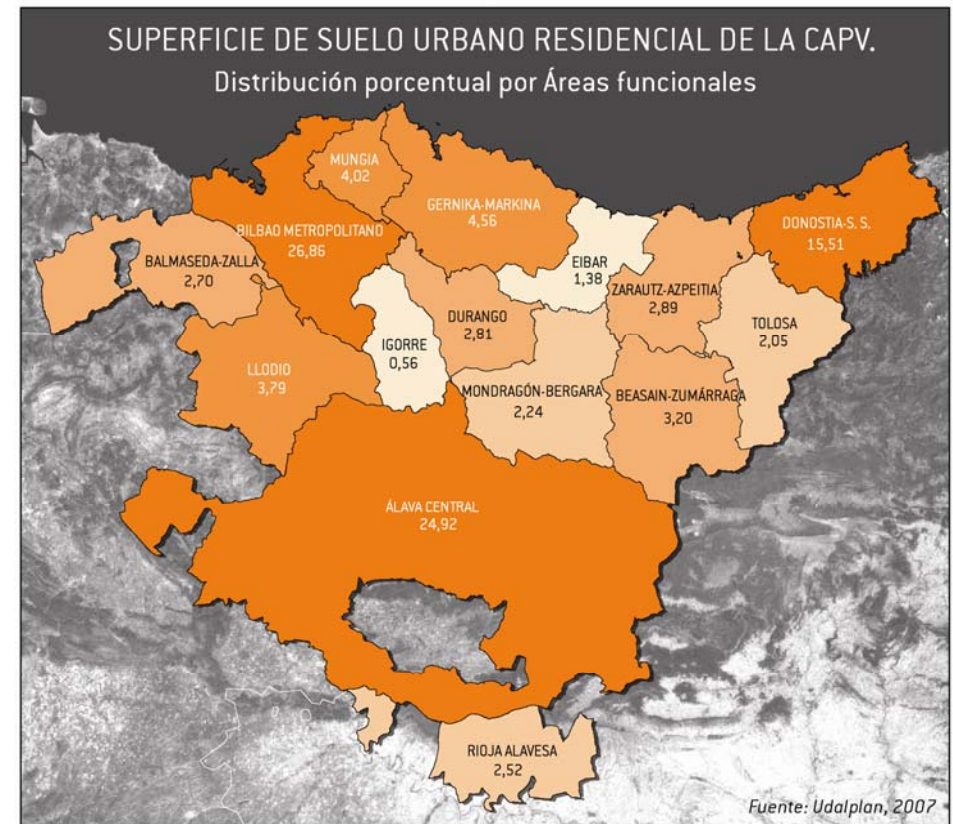 SUPERFICIE DE SUELO URBANO RESIDENCIAL DE LA CAPV.
Distribución porcentual por Áreas funcionales
MUNGIA
4,02
GERNIKA-MARKINA
4,56
DONOSTIA-S. S.
15,51
BILBAO METROPOLITANO
26,86
EIBAR
1,38
BALMASEDA-ZALLA
2,70
ZARAUTZ-AZPEITIA
2,89
DURANGO
2,81
TOLOSA
2,05
IGORRE
0,56
LLODIO
3,79
MONDRAGÓN-BERGARA
2,24
BEASAIN-ZUMÁRRAGA
3,20
ÁLAVA CENTRAL
24,92
RIOJA ALAVESA
2,52
Fuente: Udalplan, 2007